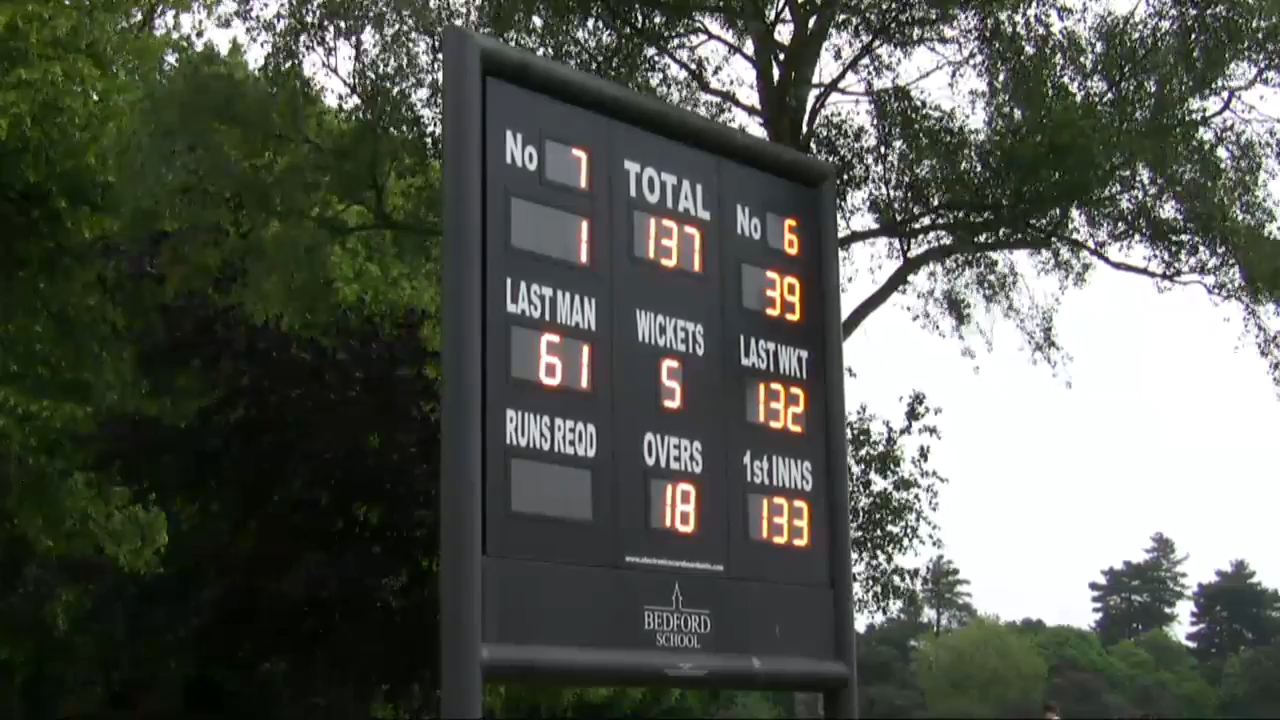 No 7
1
LAST MAN
61
RUNS REQD
TOTAL
137
WICKETS
5
OVERS
18
No 6
39
LAST WKT
132
1st INNS
133
BEDFORD
SCHOOL